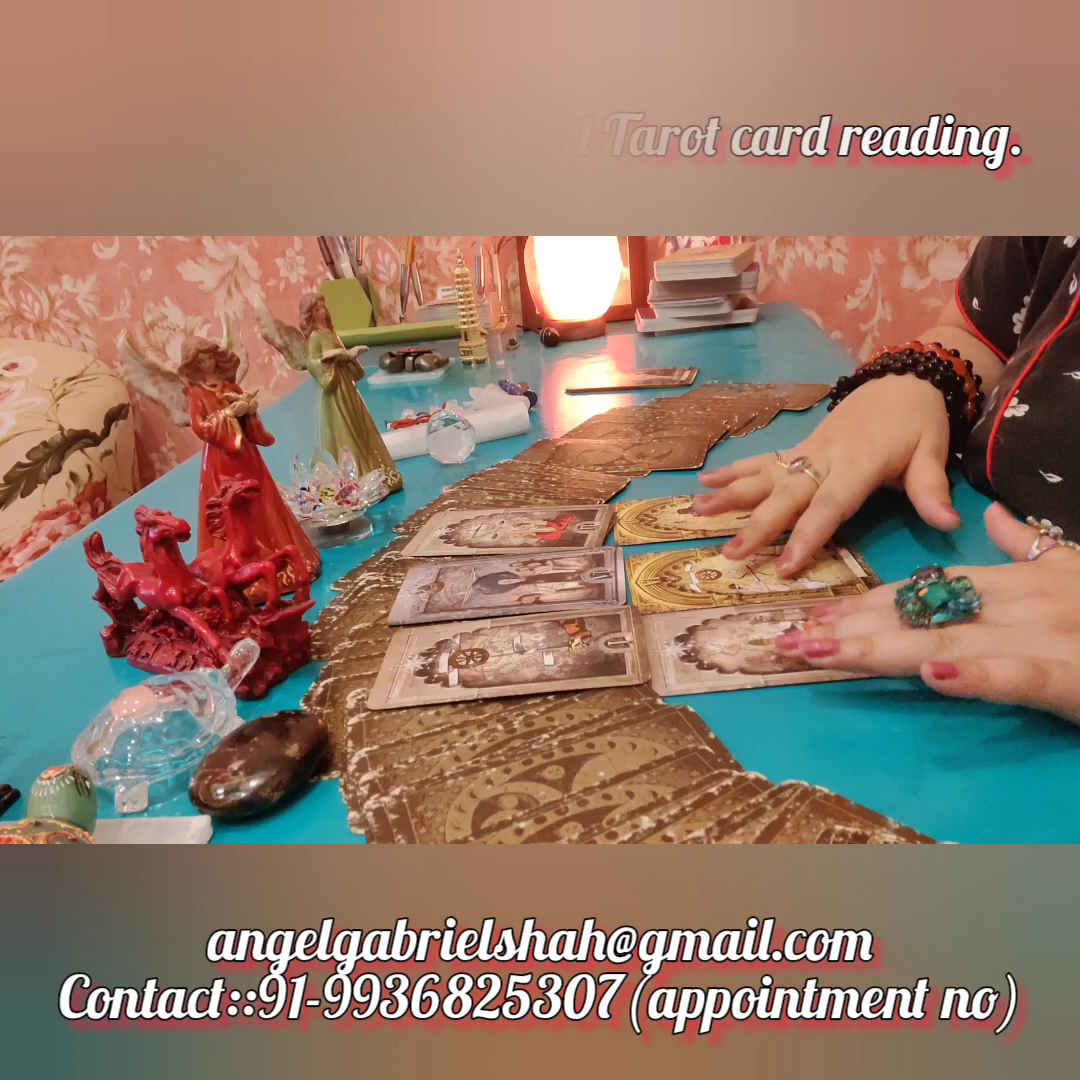 Tarot card reading.
angelgabrielshah@gmail.com
Contact::91-9936825307(appointment no)